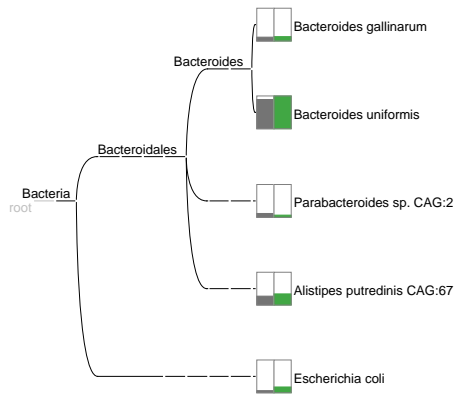 Bacteroides gallinarum
Bacteroides
Bacteroides uniformis
Bacteroidales
Bacteria
root
Parabacteroides sp. CAG:2
Alistipes putredinis CAG:67
Escherichia coli